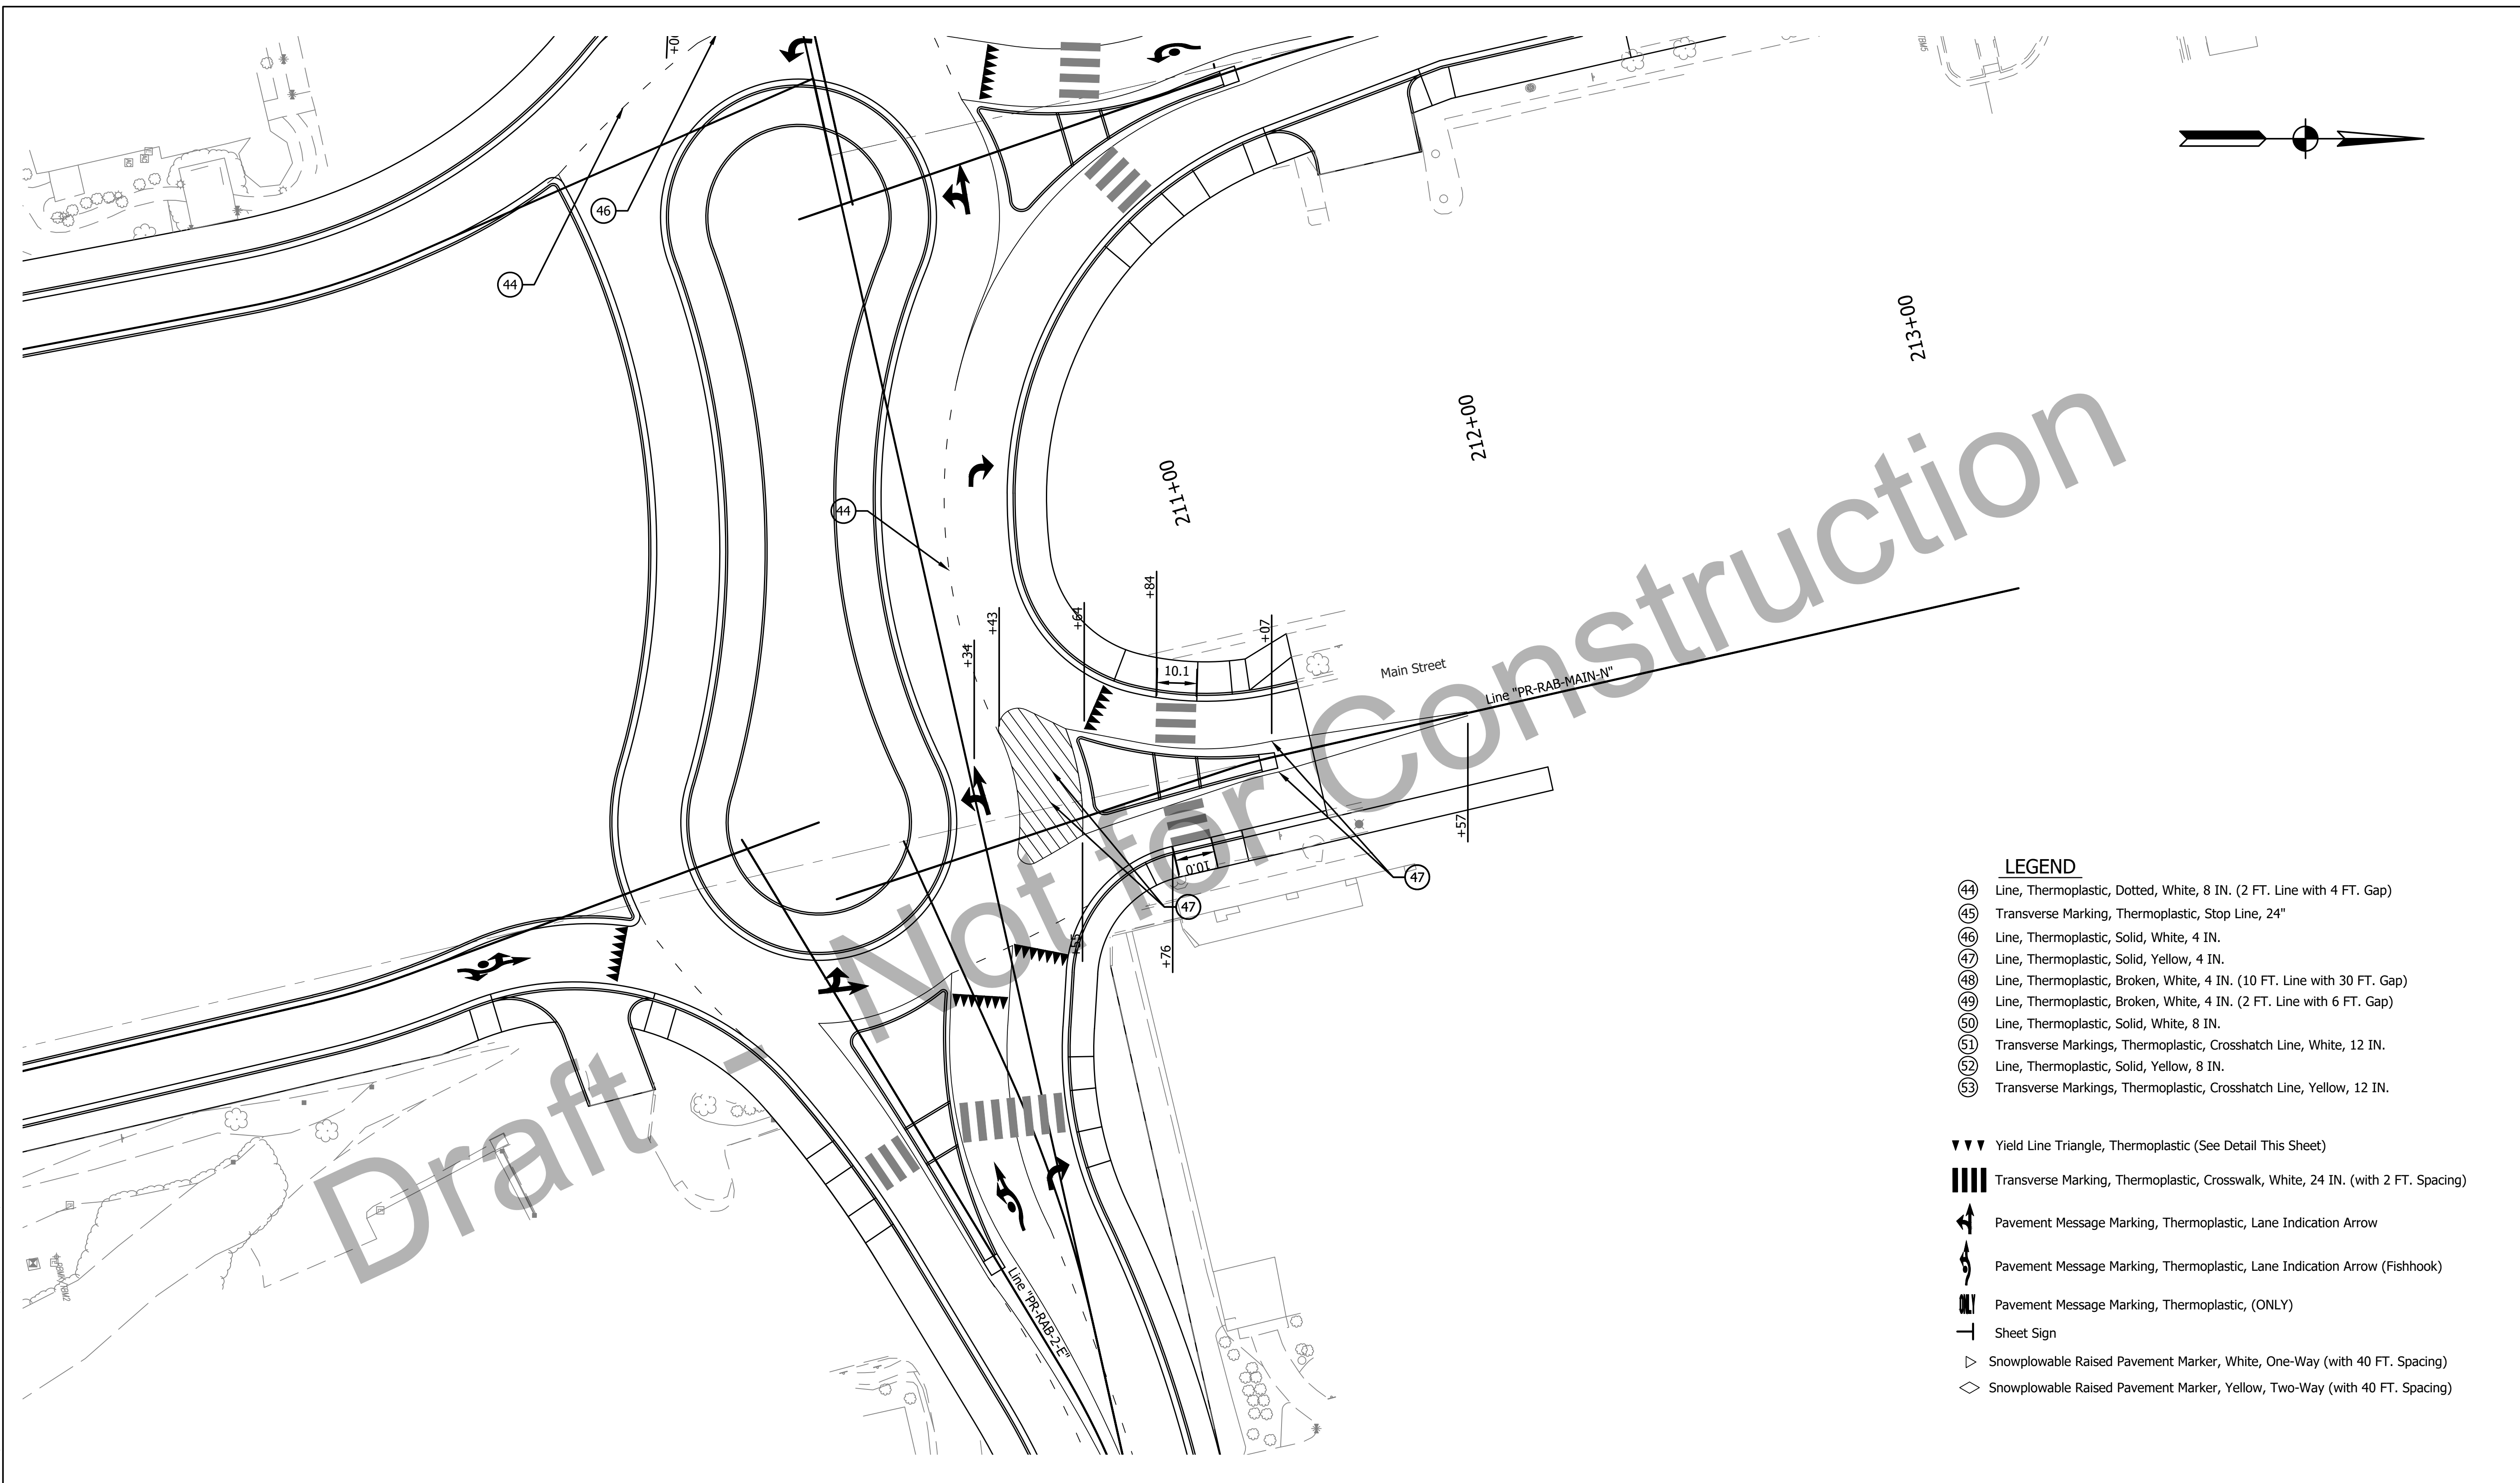 TBM5
46
44
213+00
212+00
211+00
44
+84
+64
+43
+07
+34
10.1
Main Street
Line "PR-RAB-MAIN-N"
+57
10.0
47
47
+55
+76
Line "PR-RAB-2-E"
Draft - Not for Construction
LEGEND
44 Line, Thermoplastic, Dotted, White, 8 IN. (2 FT. Line with 4 FT. Gap)
45 Transverse Marking, Thermoplastic, Stop Line, 24"
46 Line, Thermoplastic, Solid, White, 4 IN.
47 Line, Thermoplastic, Solid, Yellow, 4 IN.
48 Line, Thermoplastic, Broken, White, 4 IN. (10 FT. Line with 30 FT. Gap)
49 Line, Thermoplastic, Broken, White, 4 IN. (2 FT. Line with 6 FT. Gap)
50 Line, Thermoplastic, Solid, White, 8 IN.
51 Transverse Markings, Thermoplastic, Crosshatch Line, White, 12 IN.
52 Line, Thermoplastic, Solid, Yellow, 8 IN.
53 Transverse Markings, Thermoplastic, Crosshatch Line, Yellow, 12 IN.
Yield Line Triangle, Thermoplastic (See Detail This Sheet)
Transverse Marking, Thermoplastic, Crosswalk, White, 24 IN. (with 2 FT. Spacing)
Pavement Message Marking, Thermoplastic, Lane Indication Arrow
Pavement Message Marking, Thermoplastic, Lane Indication Arrow (Fishhook)
ONLY Pavement Message Marking, Thermoplastic, (ONLY)
Sheet Sign
Snowplowable Raised Pavement Marker, White, One-Way (with 40 FT. Spacing)
Snowplowable Raised Pavement Marker, Yellow, Two-Way (with 40 FT. Spacing)